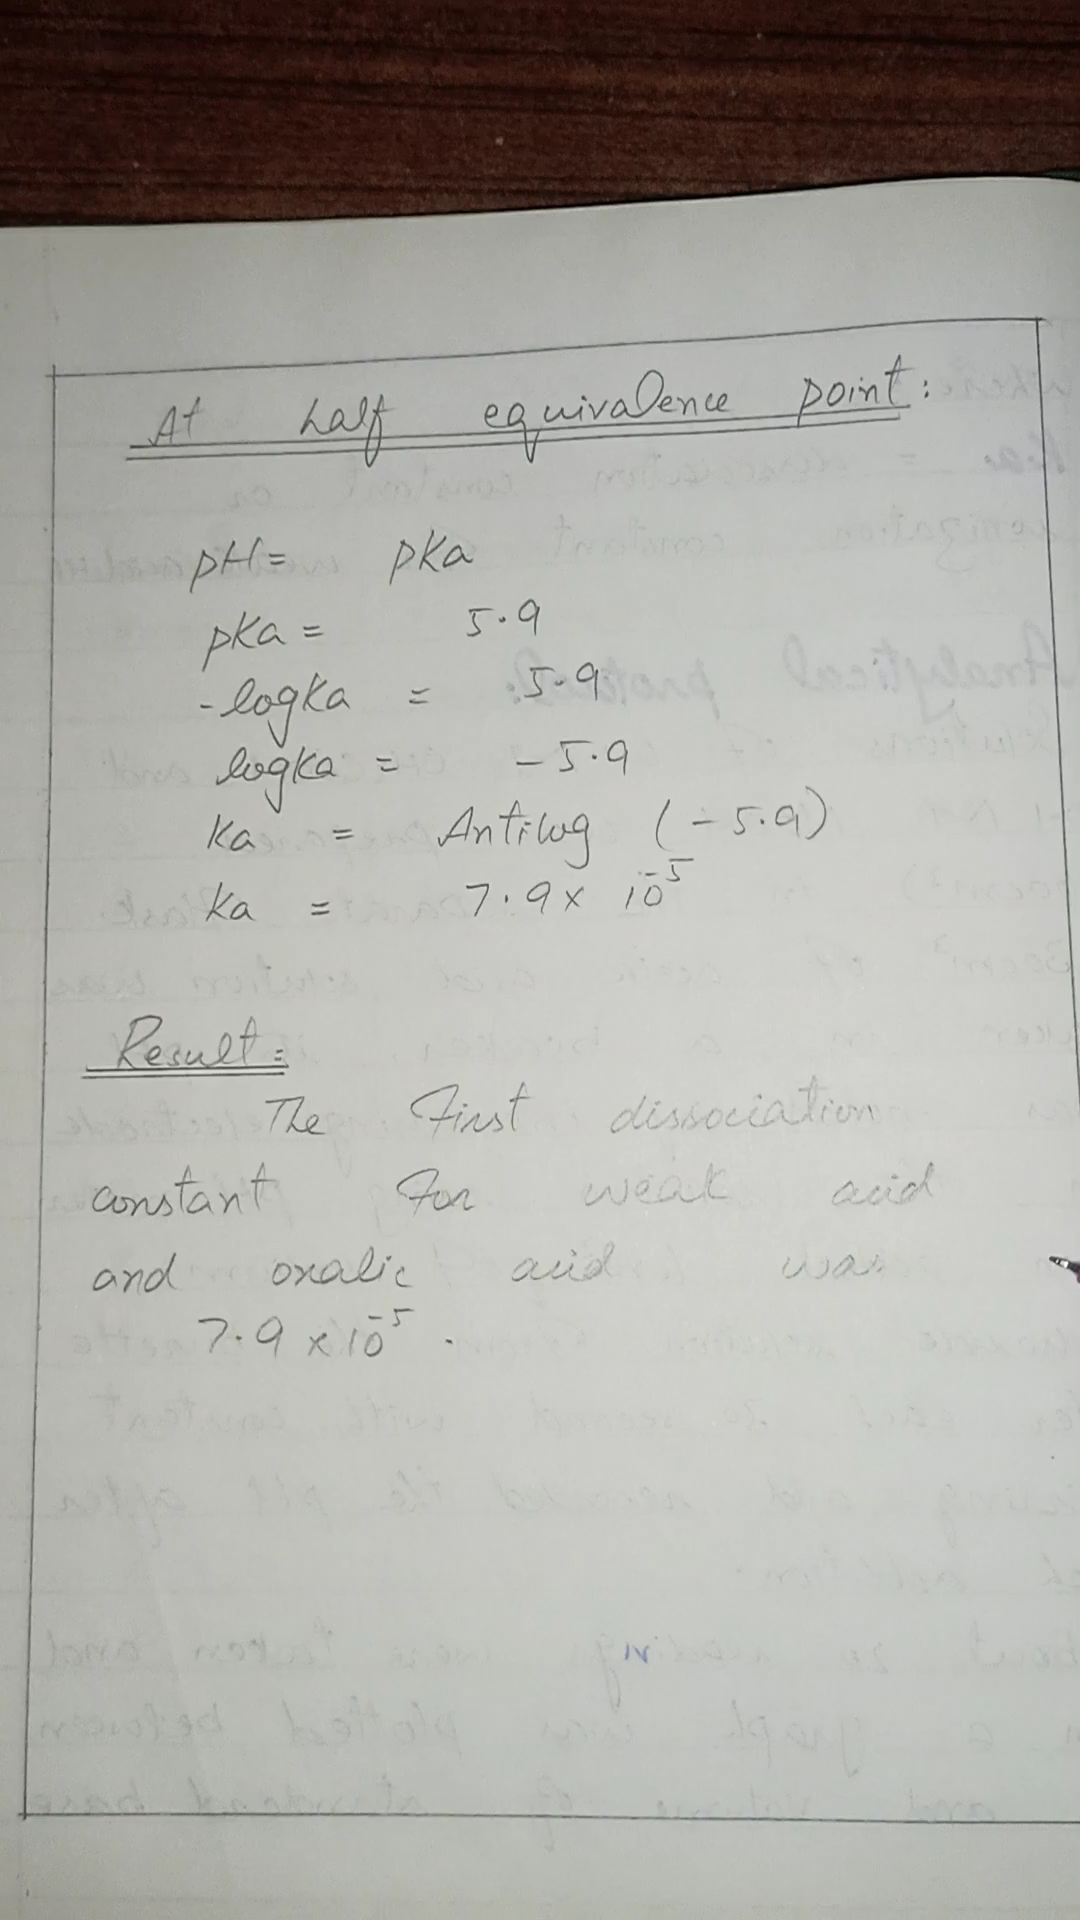 At half equivalence point:
pH = pKa
pKa = 5.9
-logKa = 5.9
logKa = -5.9
Ka = Antilog (-5.9)
Ka = 7.9 x 10⁻⁵
Result:
The First dissociation
constant For weak acid
and oxalic acid was
7.9 x 10⁻⁵.